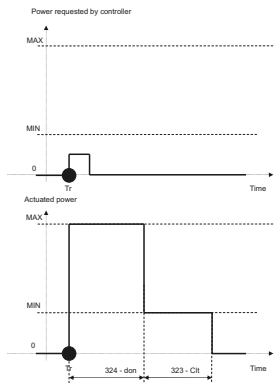 Power requested by controller
MAX
MIN
0
Tr
Time
Actuated power
MAX
MIN
0
Tr
Time
324 - don
323 - Clt